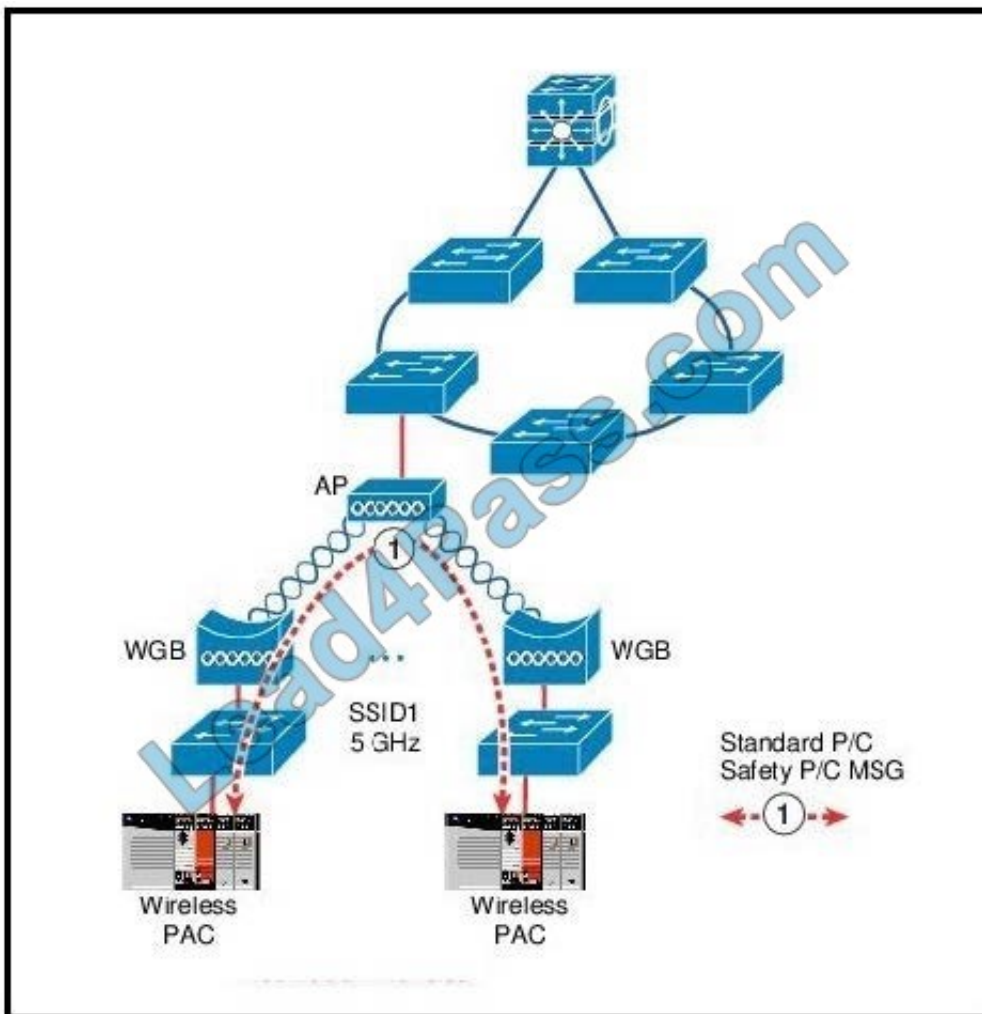 AP
1
WGB
...
WGB
SSID1
5 GHz
Standard P/C
Safety P/C MSG
1
Wireless
PAC
Wireless
PAC
Lead4Pass.com